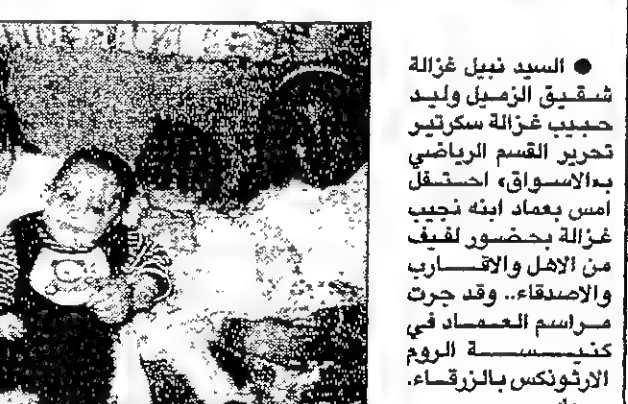 ● السيد نبيل غزالة
شقيق الزميل وليد
حبيب غزالة سكرتير
تحرير القسم الرياضي
بـ«الاسواق» احتفل
امس بعماد ابنه نجيب
غزالة بحضور لفيف
من الاهل والاقارب
والاصدقاء.. وقد جرت
مراسم العماد في
كنيسة الروم
الارثونكس بالزرقاء.